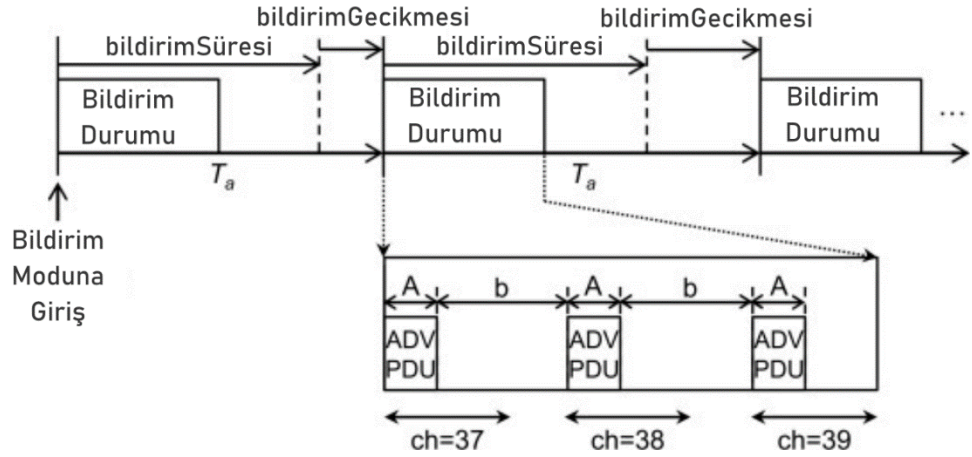 bildirimGecikmesi
bildirimGecikmesi
bildirimSüresi
bildirimSüresi
Bildirim
Durumu
Bildirim
Durumu
Bildirim
Durumu
...
Ta
Ta
Bildirim
Moduna
Giriş
A
b
A
b
A
ADV
PDU
ADV
PDU
ADV
PDU
ch=37
ch=38
ch=39